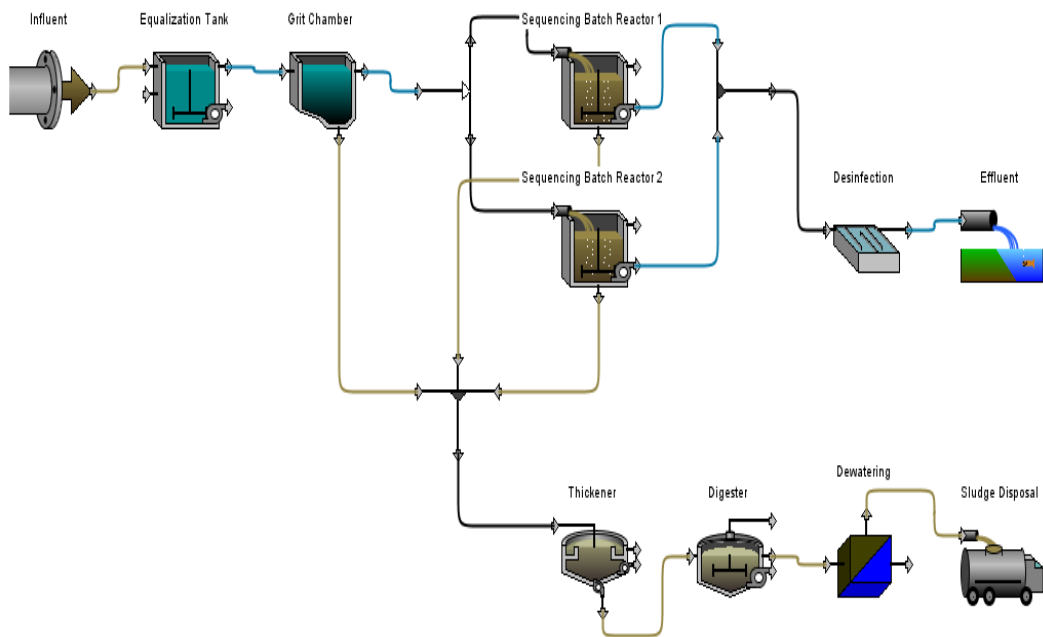 Influent
Equalization Tank
Grit Chamber
Sequencing Batch Reactor 1
Sequencing Batch Reactor 2
Desinfection
Effluent
Thickener
Digester
Dewatering
Sludge Disposal